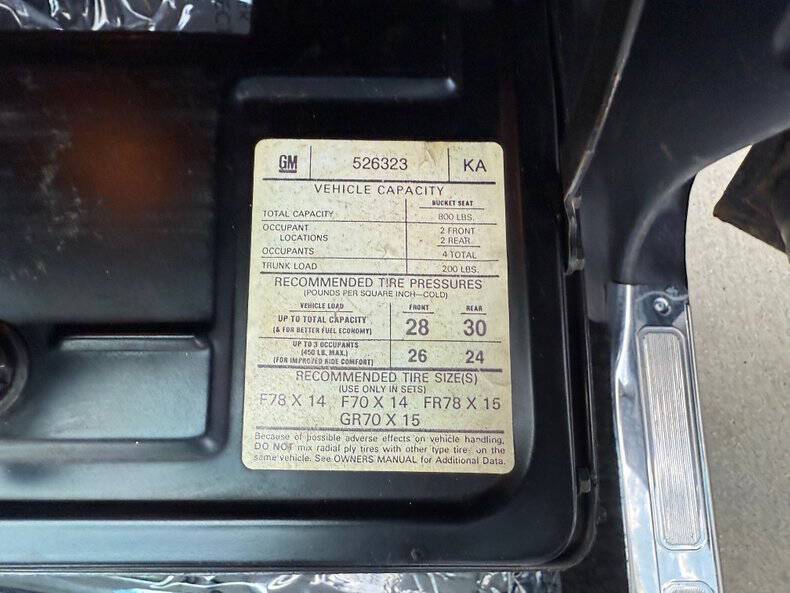 GM 526323 KA
VEHICLE CAPACITY
BUCKET SEAT
TOTAL CAPACITY 800 LBS.
OCCUPANT 2 FRONT
LOCATIONS 2 REAR
OCCUPANTS 4 TOTAL
TRUNK LOAD 200 LBS.
RECOMMENDED TIRE PRESSURES
(POUNDS PER SQUARE INCH—COLD)
VEHICLE LOAD FRONT REAR
UP TO TOTAL CAPACITY 28 30
(& FOR BETTER FUEL ECONOMY)
UP TO 3 OCCUPANTS
(450 LB. MAX.) 26 24
(FOR IMPROVED RIDE COMFORT)
RECOMMENDED TIRE SIZE(S)
(USE ONLY IN SETS)
F78 X 14 F70 X 14 FR78 X 15
GR70 X 15
Because of possible adverse effects on vehicle handling,
DO NOT mix radial ply tires with other type tires on the
same vehicle. See OWNERS MANUAL for Additional Data.